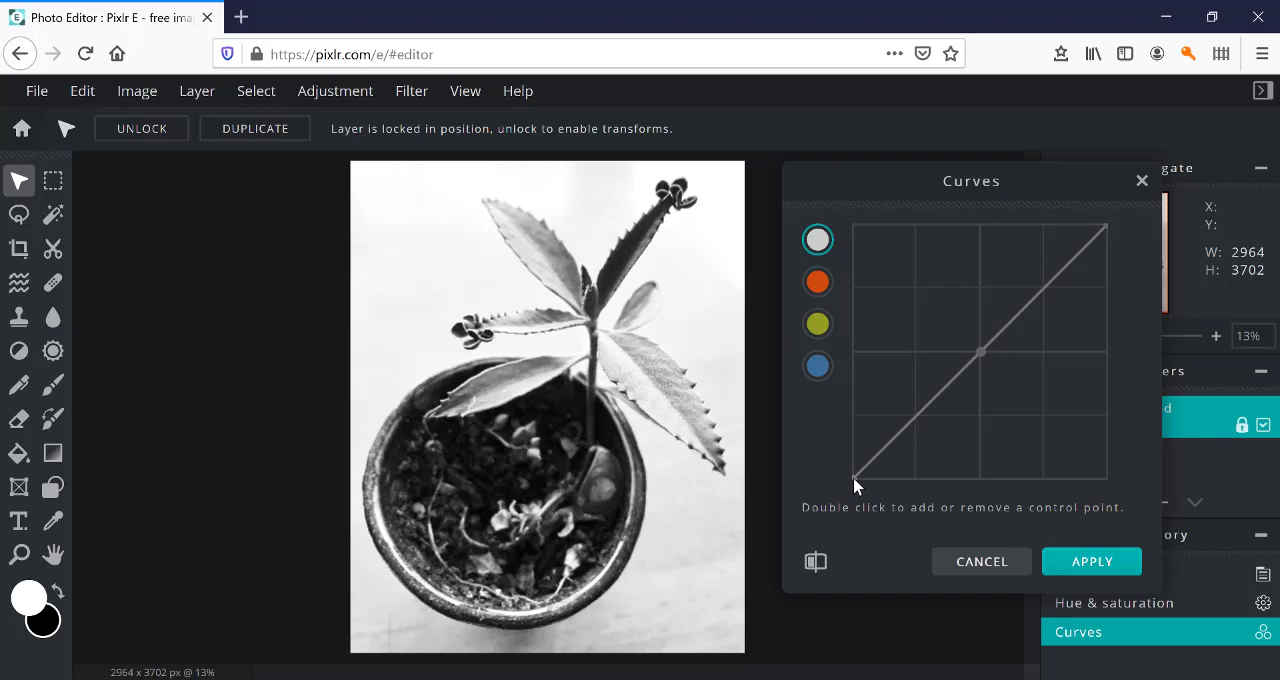 Photo Editor : Pixlr E - free ima
https://pixlr.com/e/#editor
File Edit Image Layer Select Adjustment Filter View Help
UNLOCK DUPLICATE Layer is locked in position, unlock to enable transforms.
Curves
gate
X:
Y:
W: 2964
H: 3702
13%
ers
d
Double click to add or remove a control point.
ory
CANCEL APPLY
Hue & saturation
Curves
2964 x 3702 px @ 13%